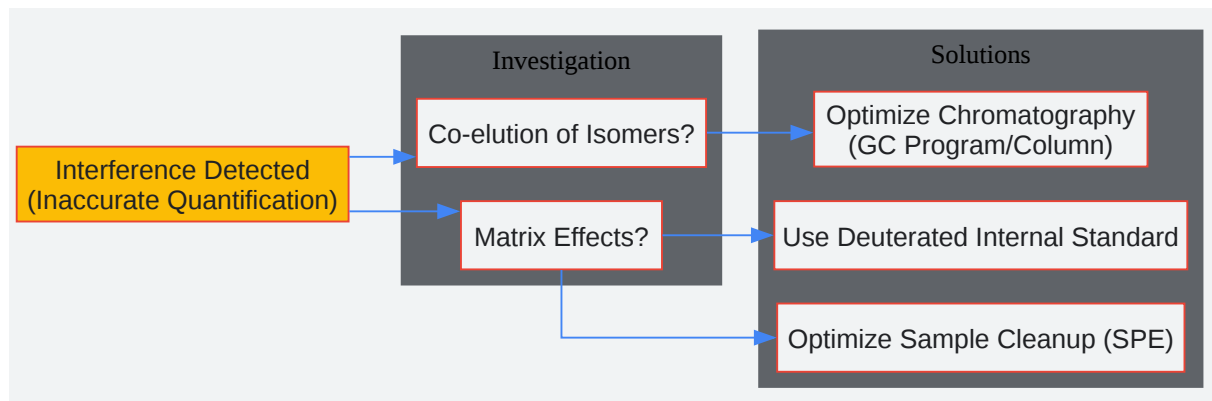 Interference Detected
(Inaccurate Quantification)
Investigation
Co-elution of Isomers?
Matrix Effects?
Solutions
Optimize Chromatography
(GC Program/Column)
Use Deuterated Internal Standard
Optimize Sample Cleanup (SPE)